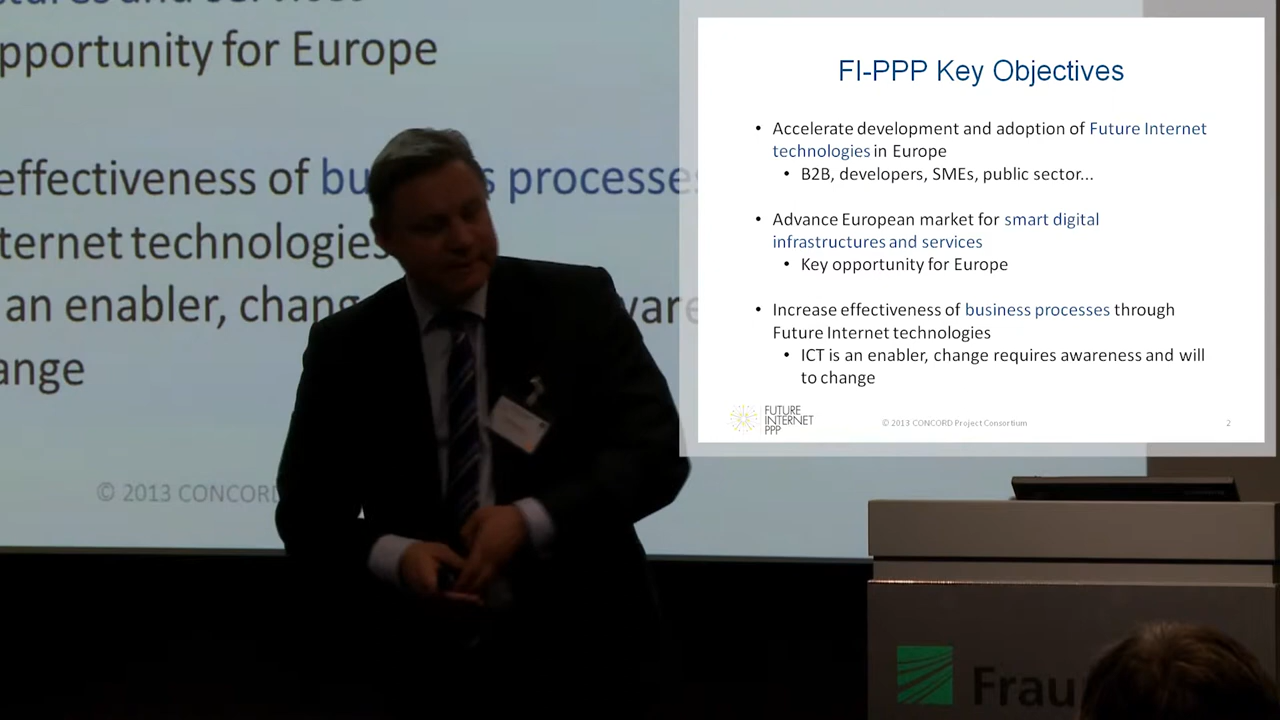 pportunity for Europe
effectiveness of bu s processes
ternet technologies
an enabler, chang ware
ange
© 2013 CONCORD
FI-PPP Key Objectives
• Accelerate development and adoption of Future Internet
technologies in Europe
• B2B, developers, SMEs, public sector...
• Advance European market for smart digital
infrastructures and services
• Key opportunity for Europe
• Increase effectiveness of business processes through
Future Internet technologies
• ICT is an enabler, change requires awareness and will
to change
FUTURE
INTERNET
PPP
© 2013 CONCORD Project Consortium
2
Frau